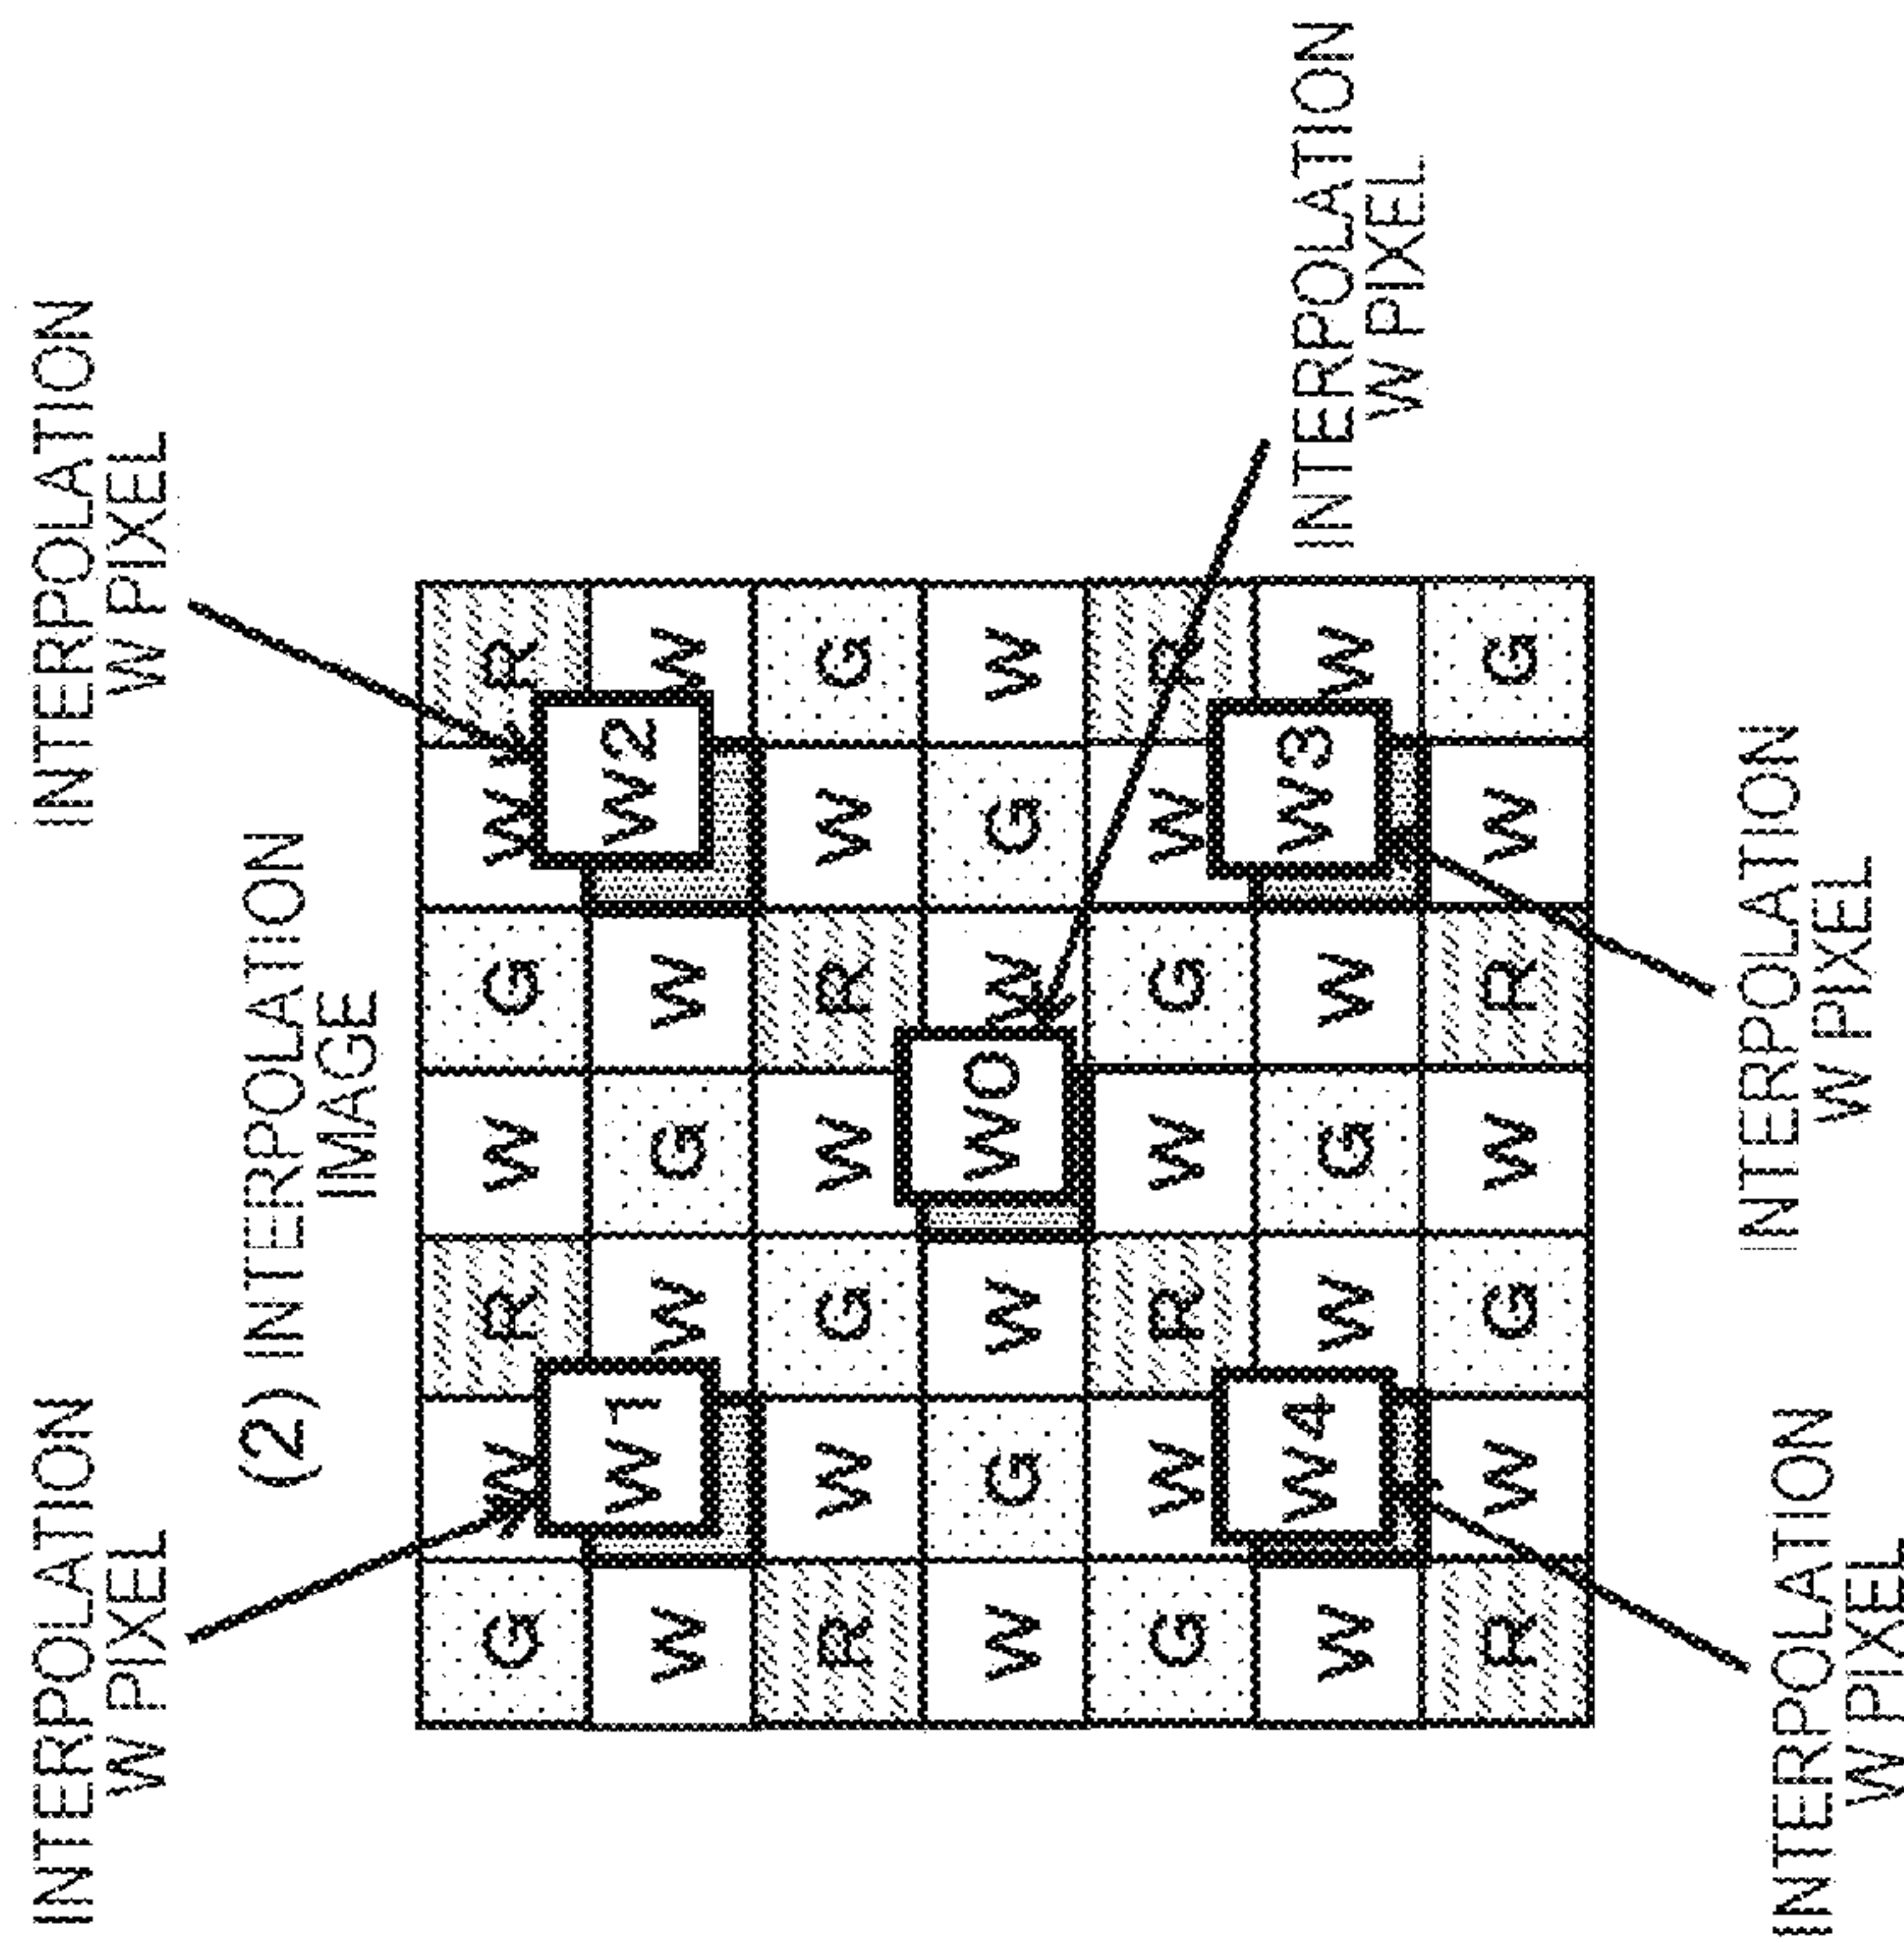 INTERPOLATION
W PIXEL
INTERPOLATION
W PIXEL
(2) INTERPOLATION
IMAGE
G W R W G W R
W W1 W G W W2 W
R W G W R W G
W G W W0 W G W
G W R W G W R
W W4 W G W W3 W
R W G W R W G
INTERPOLATION
W PIXEL
INTERPOLATION
W PIXEL
INTERPOLATION
W PIXEL